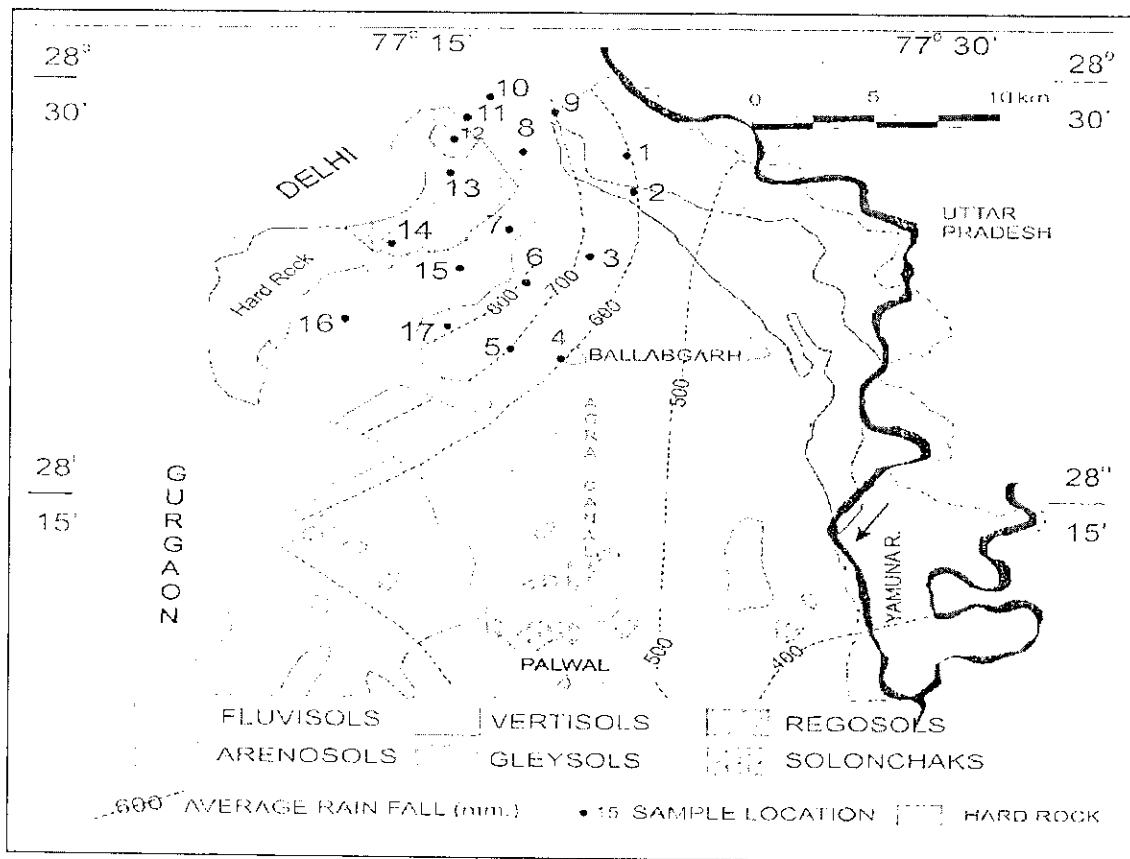 77° 15'
77° 30'
28°
30'
28°
30'
0 5 10 km
10
11
12
9
8
1
2
13
DELHI
14
7
15
6
3
Hard Rock
16
17
800
700
600
5
4
BALLABGARH
500
UTTAR
PRADESH
AGRA CANAL
28'
15'
28"
15'
GURGAON
YAMUNA R.
PALWAL
500
400
FLUVISOLS
VERTISOLS
REGOSOLS
ARENOSOLS
GLEYSOLS
SOLONCHAKS
600 AVERAGE RAIN FALL (mm.)
15 SAMPLE LOCATION
HARD ROCK